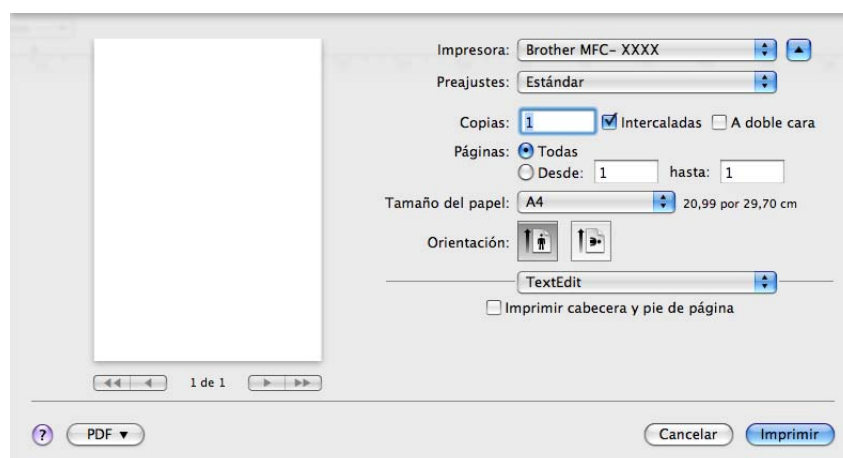 Impresora: Brother MFC- XXXX
Preajustes: Estándar
Copias: 1 Intercaladas A doble cara
Páginas: Todas
Desde: 1 hasta: 1
Tamaño del papel: A4 20,99 por 29,70 cm
Orientación:
TextEdit
Imprimir cabecera y pie de página
1 de 1
? PDF Cancelar Imprimir